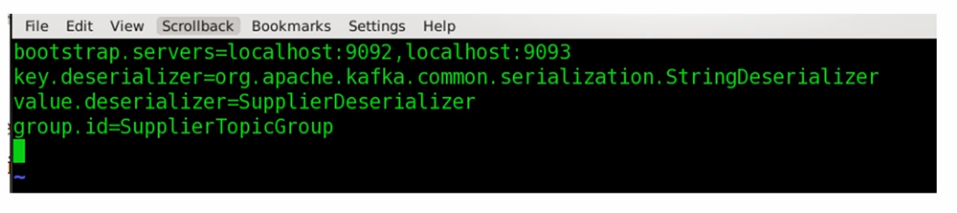 File Edit View Scrollback Bookmarks Settings Help
bootstrap.servers=localhost:9092,localhost:9093
key.deserializer=org.apache.kafka.common.serialization.StringDeserializer
value.deserializer=SupplierDeserializer
group.id=SupplierTopicGroup
~